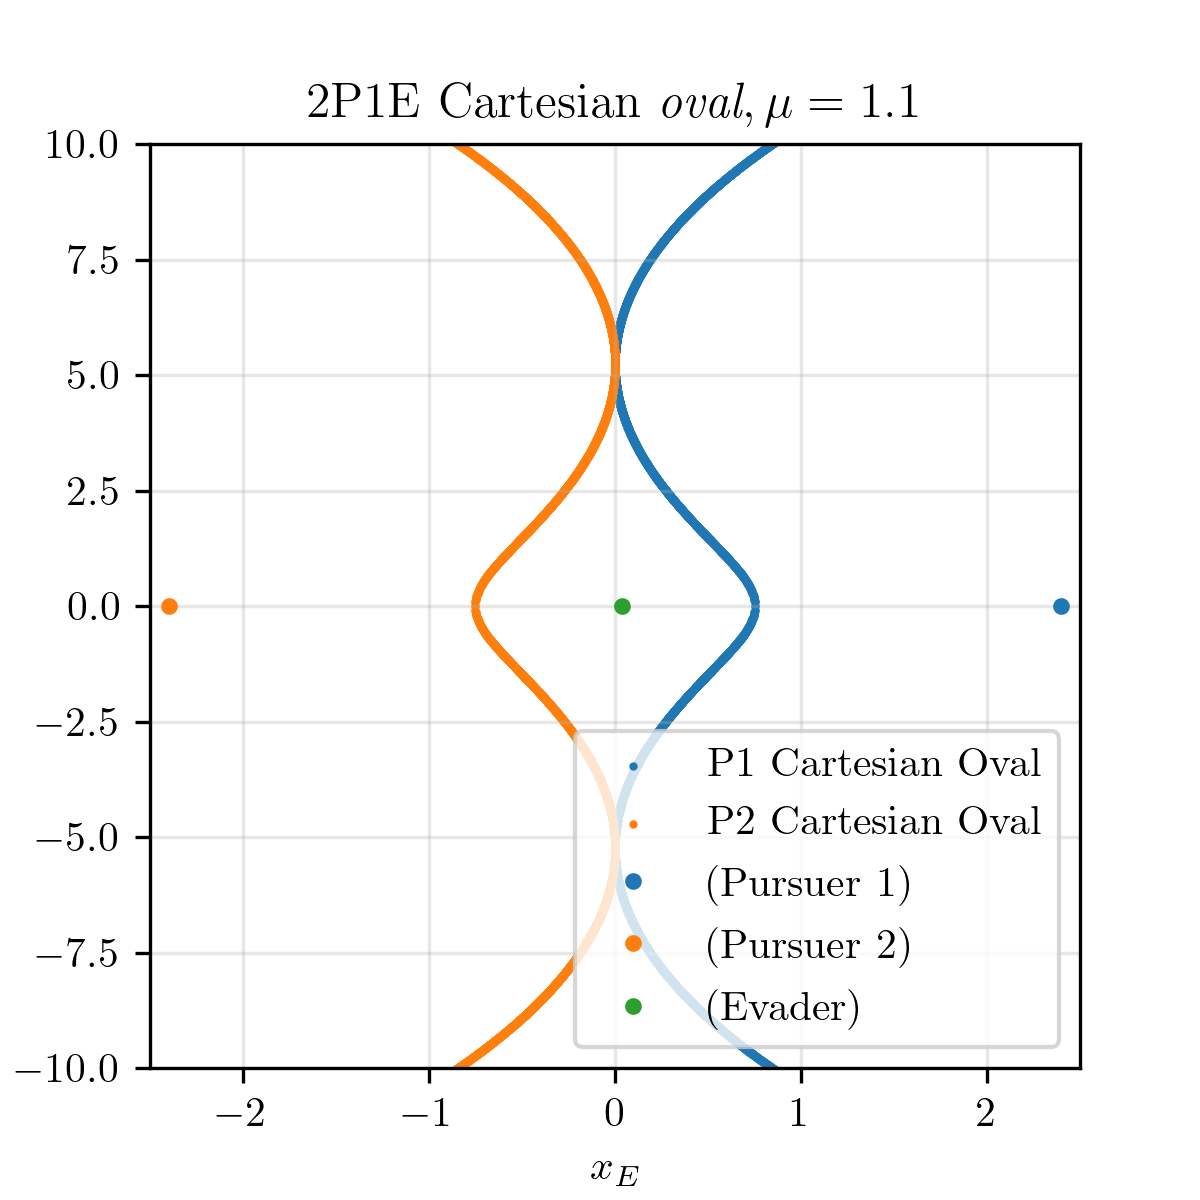 2P1E Cartesian oval, μ = 1.1
10.0
7.5
5.0
2.5
0.0
−2.5
−5.0
−7.5
−10.0
P1 Cartesian Oval
P2 Cartesian Oval
(Pursuer 1)
(Pursuer 2)
(Evader)
−2 −1 0 1 2
x_E